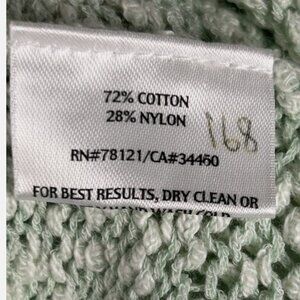 72% COTTON
28% NYLON
168
RN#78121/CA#34460
FOR BEST RESULTS, DRY CLEAN OR